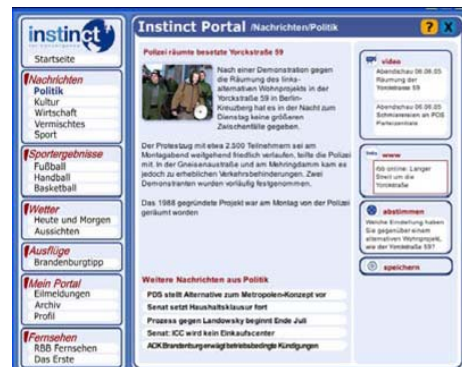 instinct
for convergence
Startseite
Nachrichten
Politik
Kultur
Wirtschaft
Vermischtes
Sport
Sportergebnisse
Fußball
Handball
Basketball
Wetter
Heute und Morgen
Aussichten
Ausflüge
Brandenburgtipp
Mein Portal
Eilmeldungen
Archiv
Profil
Fernsehen
RBB Fernsehen
Das Erste
Instinct Portal /Nachrichten/Politik
? X
Polizei räumte besetzte Yorckstraße 59
Nach einer Demonstration gegen
die Räumung des links-
alternativen Wohnprojekts in der
Yorckstraße 59 in Berlin-
Kreuzberg hat es in der Nacht zum
Dienstag keine größeren
Zwischenfälle gegeben.
Der Protestzug mit etwa 2.500 Teilnehmern sei am
Montagabend weitgehend friedlich verlaufen, teilte die Polizei
mit. In der Gneisenaustraße und am Mehringdamm kam es
jedoch zu erheblichen Verkehrsbehinderungen. Zwei
Demonstranten wurden vorläufig festgenommen.
Das 1988 gegründete Projekt war am Montag von der Polizei
geräumt worden
Weitere Nachrichten aus Politik
PDS stellt Alternative zum Metropolen-Konzept vor
Senat setzt Haushaltsklausur fort
Prozess gegen Landowsky beginnt Ende Juli
Senat: ICC wird kein Einkaufscenter
AOK Brandenburg erwägt betriebsbedingte Kündigungen
video
Abendschau 06.06.05
Räumung der
Yorckstrasse 59
Abendschau 06.06.05
Schmierereien an PDS
Parteizentrale
www
rbb online: Langer
Streit um die
Yorckstraße
abstimmen
Welche Einstellung haben
Sie gegenüber einem
alternativen Wohnprojekt,
wie der Yorckstraße 59?
speichern